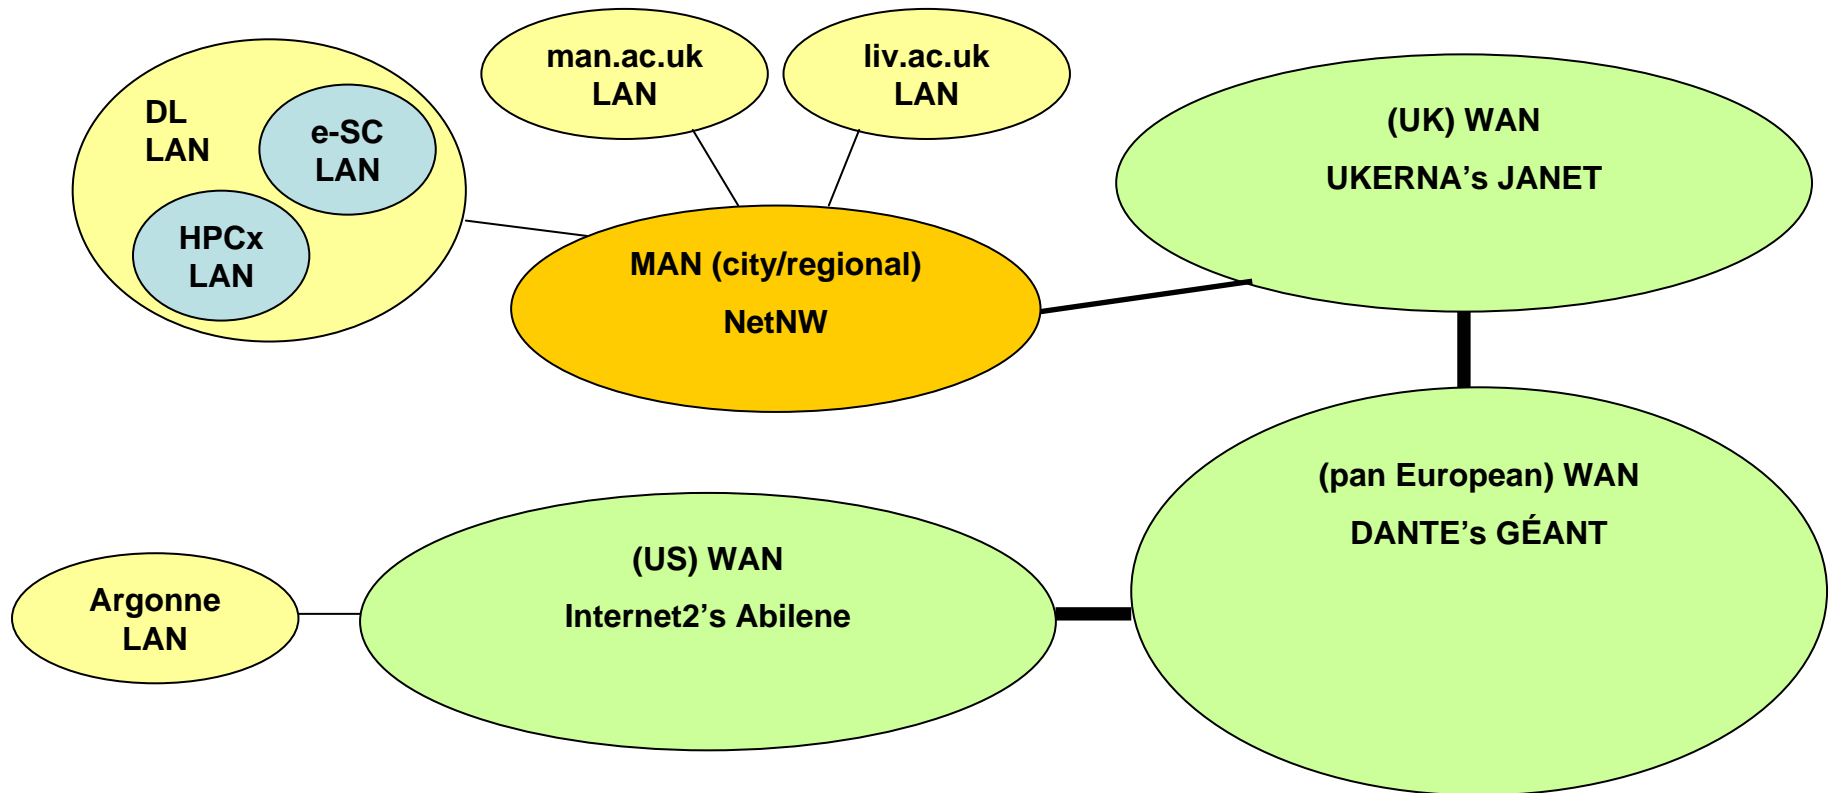 DL
LAN
e-SC
LAN
HPCx
LAN
man.ac.uk
LAN
liv.ac.uk
LAN
MAN (city/regional)
NetNW
(UK) WAN
UKERNA’s JANET
(pan European) WAN
DANTE’s GÉANT
(US) WAN
Internet2’s Abilene
Argonne
LAN